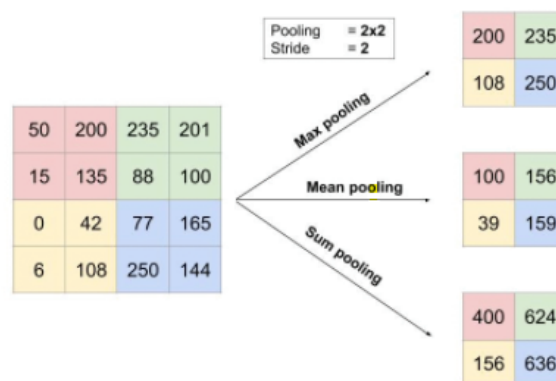 Pooling = 2x2
Stride = 2
50 200 235 201
15 135 88 100
0 42 77 165
6 108 250 144
Max pooling
200 235
108 250
Mean pooling
100 156
39 159
Sum pooling
400 624
156 636